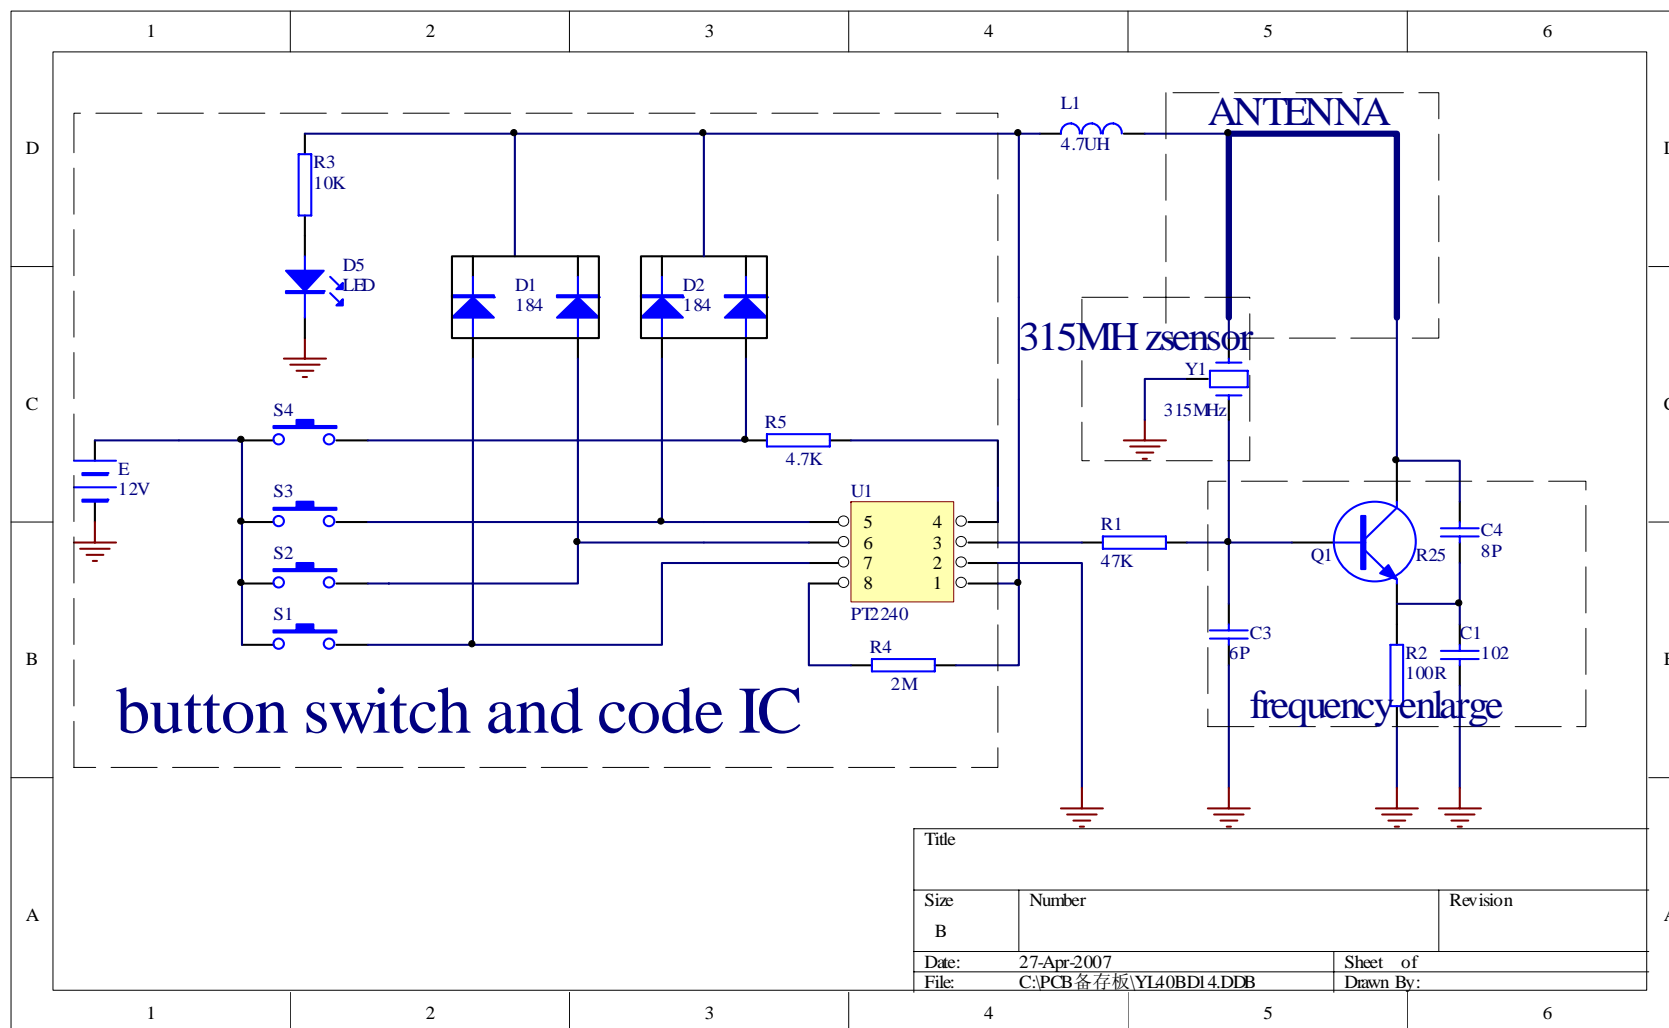 1 2 3 4 5 6
D
C
B
A
L1
4.7UH
ANTENNA
R3
10K
D5
LED
D1
184
D2
184
315MH zsensor
Y1
315MHz
S4
R5
4.7K
E
12V
S3
U1
5 4
6 3
7 2
8 1
PT2240
R1
47K
Q1
R25
C4
8P
S2
S1
R4
2M
C3
6P
R2
100R
C1
102
button switch and code IC
frequency enlarge
Title
Size
B
Number
Revision
Date: 27-Apr-2007
Sheet of
File: C:\PCB备存板\YL40BD14.DDB
Drawn By:
1 2 3 4 5 6